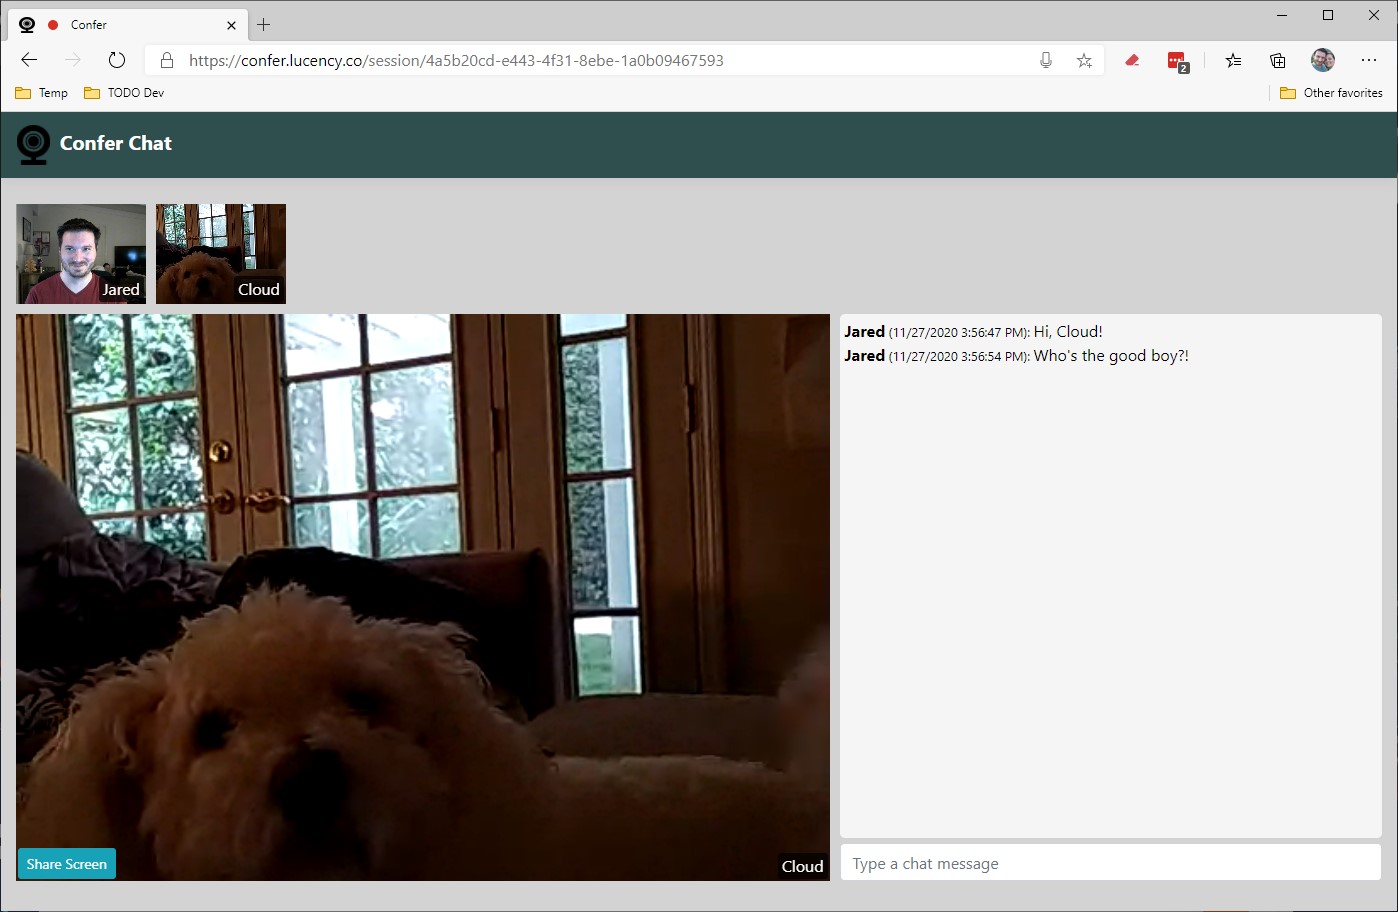 Confer
https://confer.lucency.co/session/4a5b20cd-e443-4f31-8ebe-1a0b09467593
2
Temp
TODO Dev
Other favorites
Confer Chat
Jared
Cloud
Jared (11/27/2020 3:56:47 PM): Hi, Cloud!
Jared (11/27/2020 3:56:54 PM): Who's the good boy?!
Share Screen
Cloud
Type a chat message